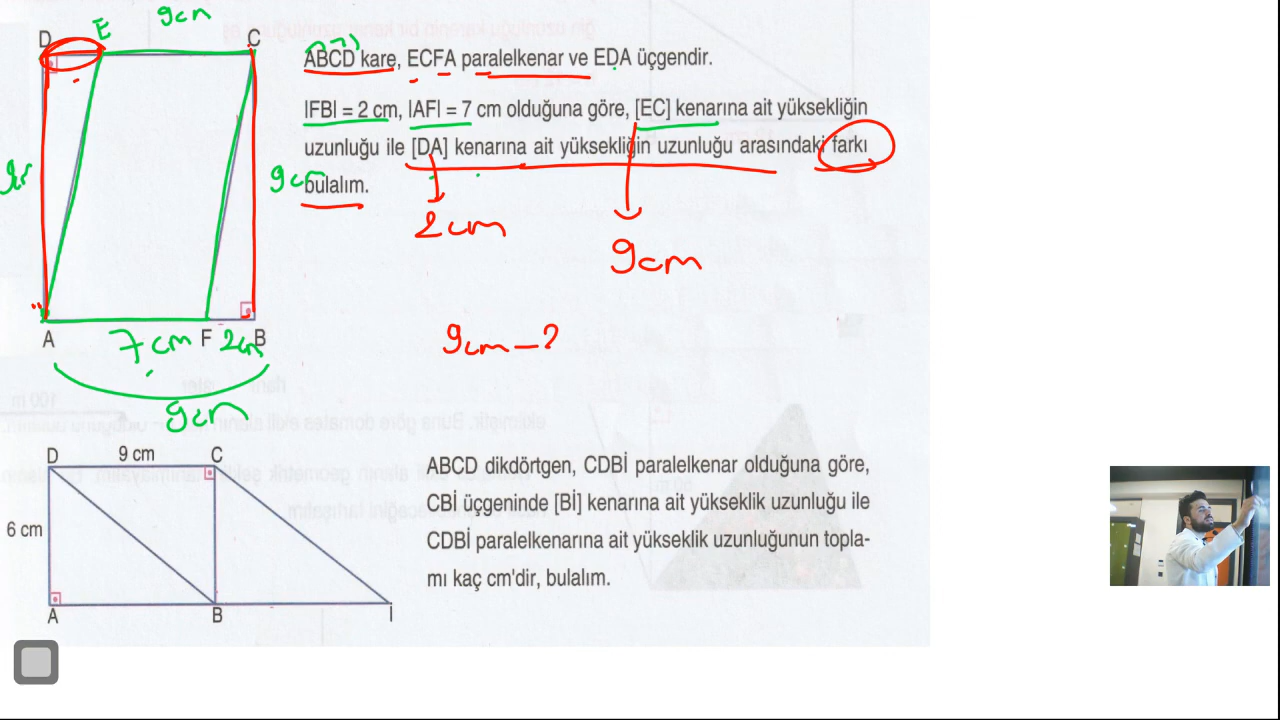 9cm
D E C
ABCD kare, ECFA paralelkenar ve EDA üçgendir.
|FB| = 2 cm, |AF| = 7 cm olduğuna göre, [EC] kenarına ait yüksekliğin
uzunluğu ile [DA] kenarına ait yüksekliğin uzunluğu arasındaki farkı
bulalım.
9cm
2cm
9cm
A F B
7cm 2cm
9cm
9cm - 2
D 9 cm C
6 cm
A B I
ABCD dikdörtgen, CDBİ paralelkenar olduğuna göre,
CBİ üçgeninde [Bİ] kenarına ait yükseklik uzunluğu ile
CDBİ paralelkenarına ait yükseklik uzunluğunun topla-
mı kaç cm'dir, bulalım.